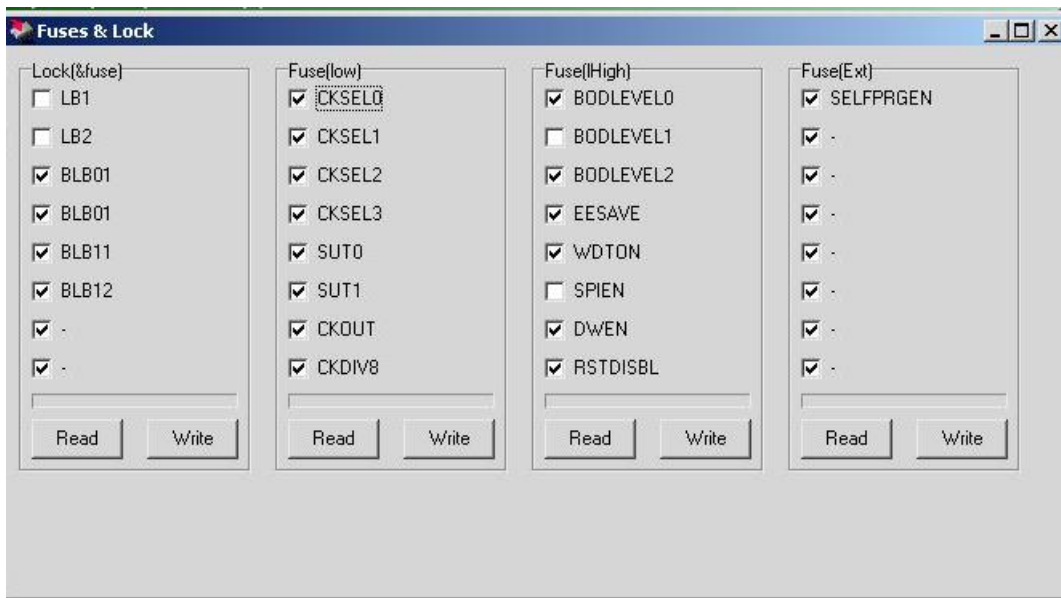 Fuses & Lock
Lock(&fuse)
LB1
LB2
BLB01
BLB01
BLB11
BLB12
-
-
Read Write
Fuse(low)
CKSEL0
CKSEL1
CKSEL2
CKSEL3
SUT0
SUT1
CKOUT
CKDIV8
Read Write
Fuse(lHigh)
BODLEVEL0
BODLEVEL1
BODLEVEL2
EESAVE
WDTON
SPIEN
DWEN
RSTDISBL
Read Write
Fuse(Ext)
SELFPRGEN
-
-
-
-
-
-
-
Read Write